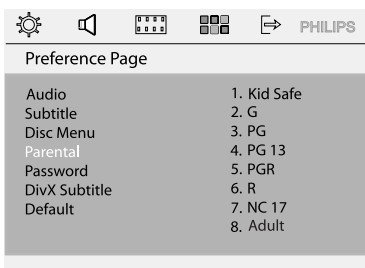 PHILIPS
Preference Page
Audio
Subtitle
Disc Menu
Parental
Password
DivX Subtitle
Default
1. Kid Safe
2. G
3. PG
4. PG 13
5. PGR
6. R
7. NC 17
8. Adult